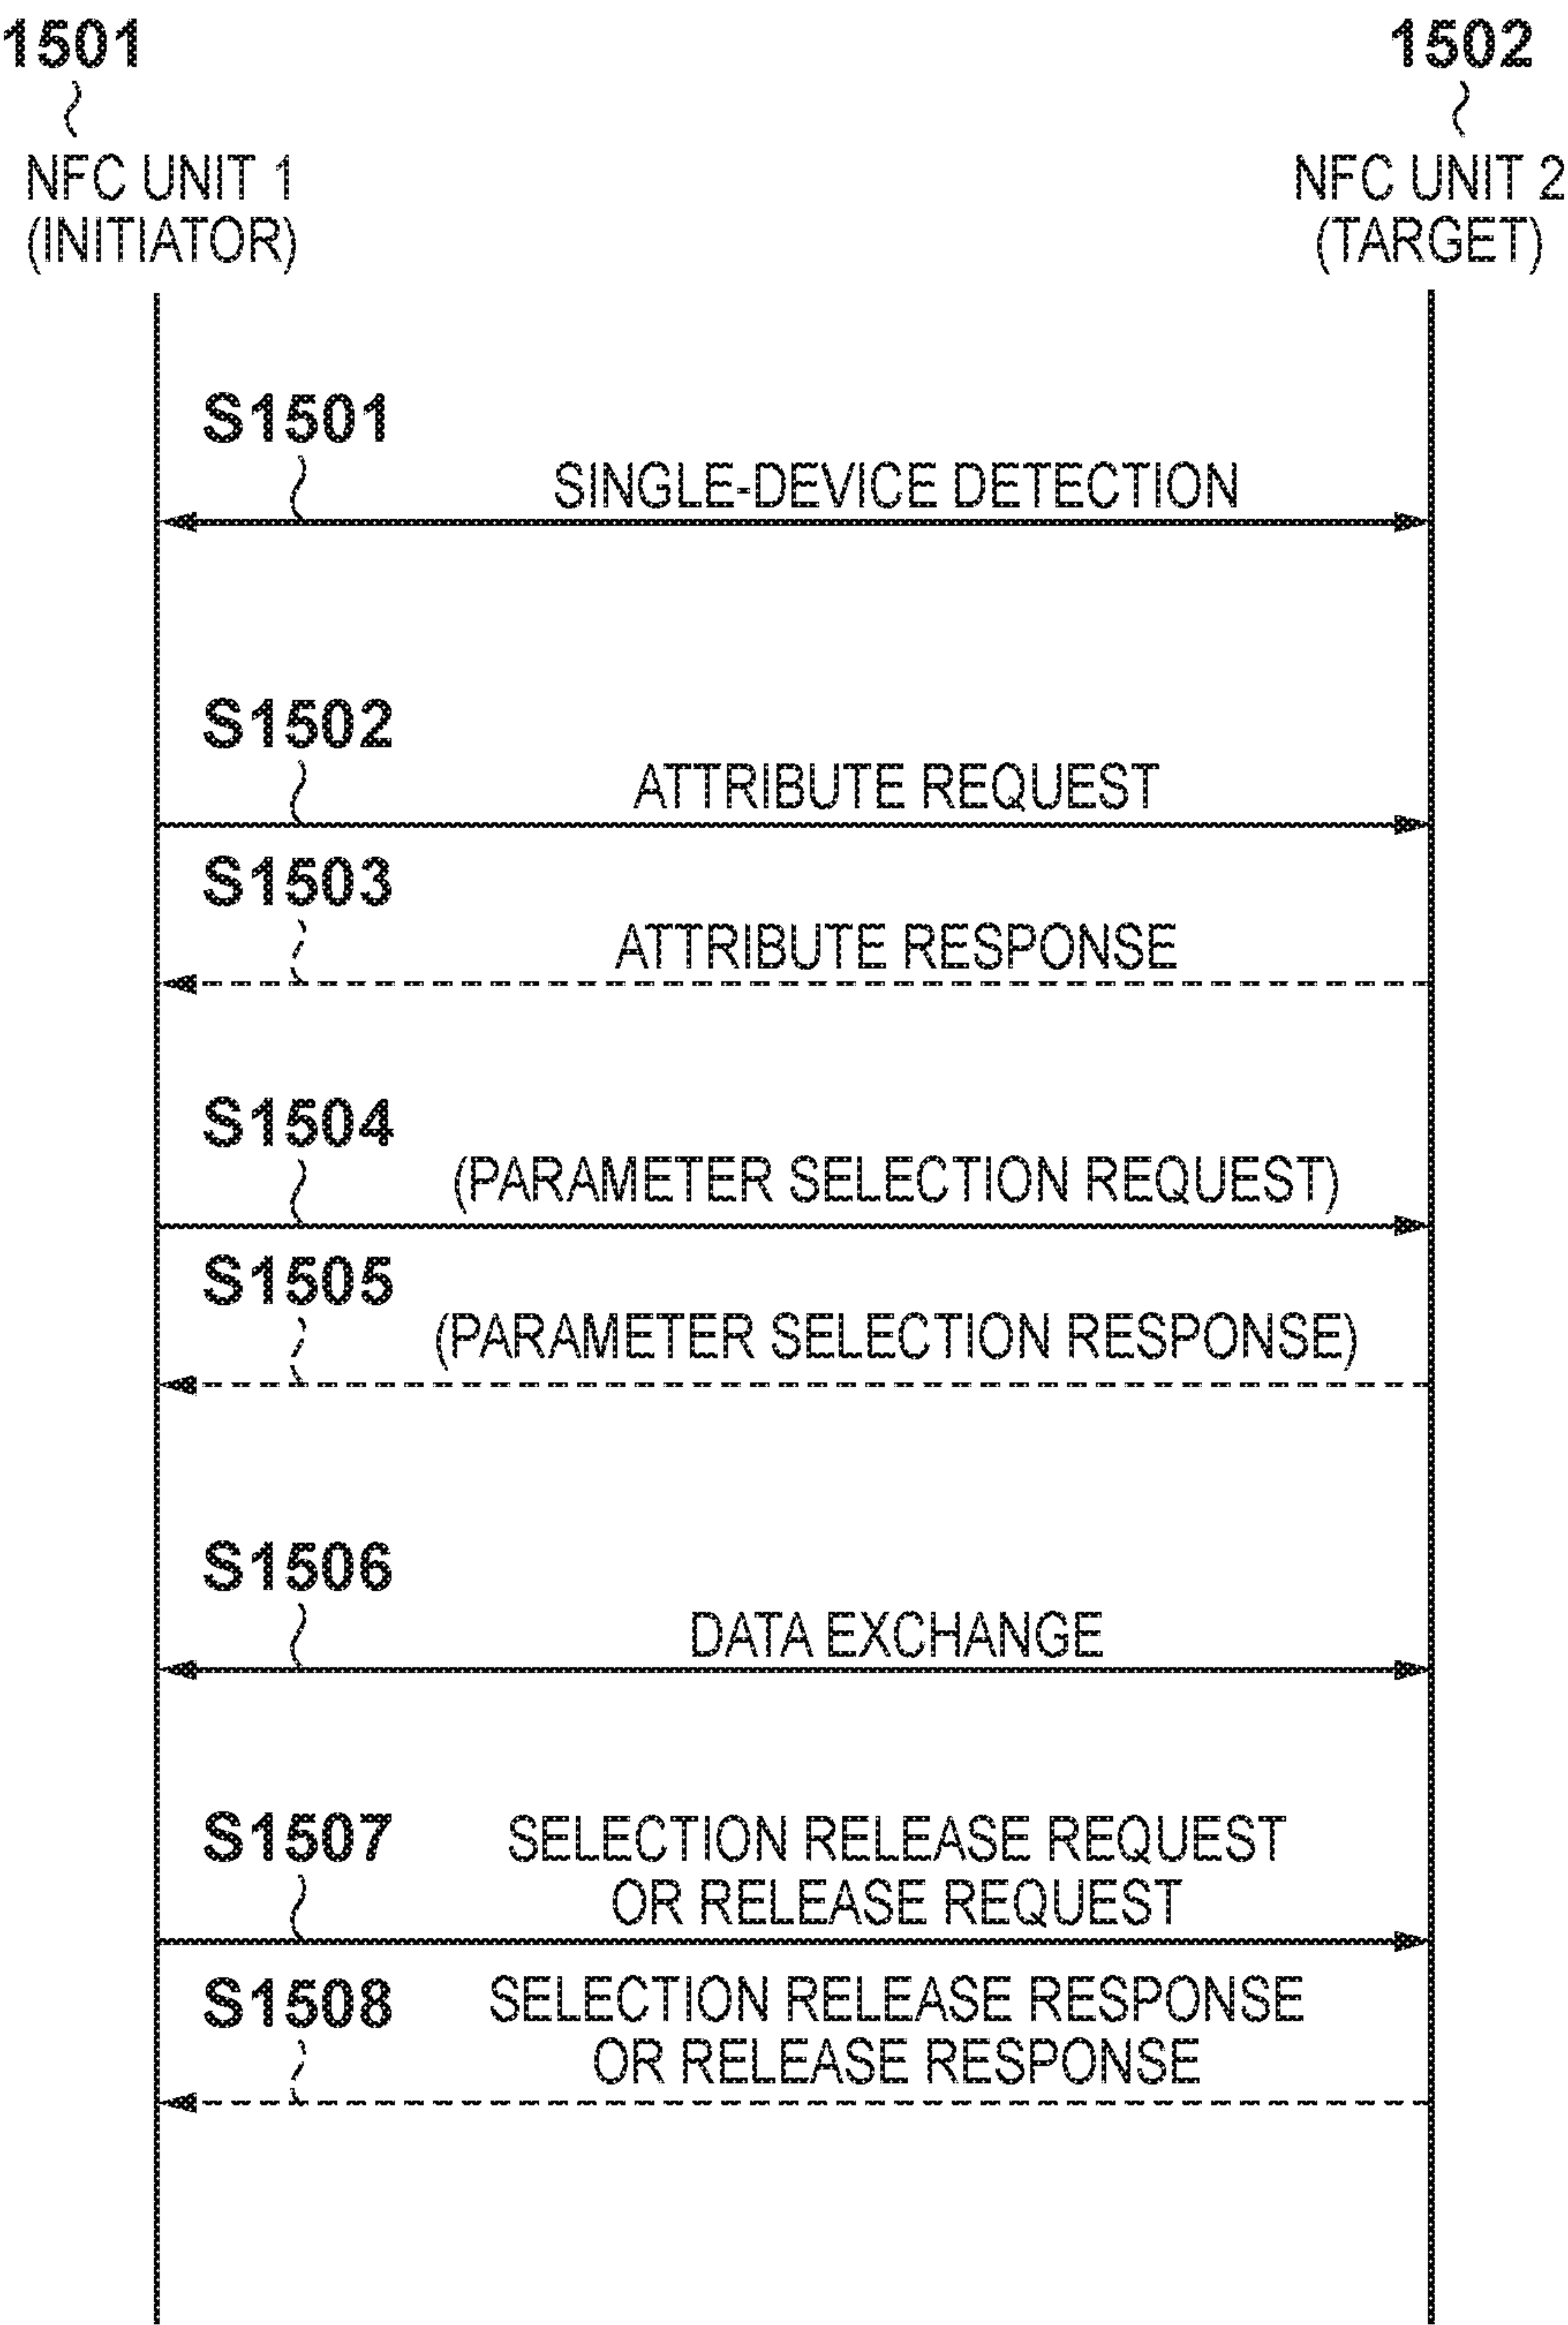 1501
1502
NFC UNIT 1
(INITIATOR)
NFC UNIT 2
(TARGET)
S1501
SINGLE-DEVICE DETECTION
S1502
ATTRIBUTE REQUEST
S1503
ATTRIBUTE RESPONSE
S1504
(PARAMETER SELECTION REQUEST)
S1505
(PARAMETER SELECTION RESPONSE)
S1506
DATA EXCHANGE
S1507
SELECTION RELEASE REQUEST
OR RELEASE REQUEST
S1508
SELECTION RELEASE RESPONSE
OR RELEASE RESPONSE